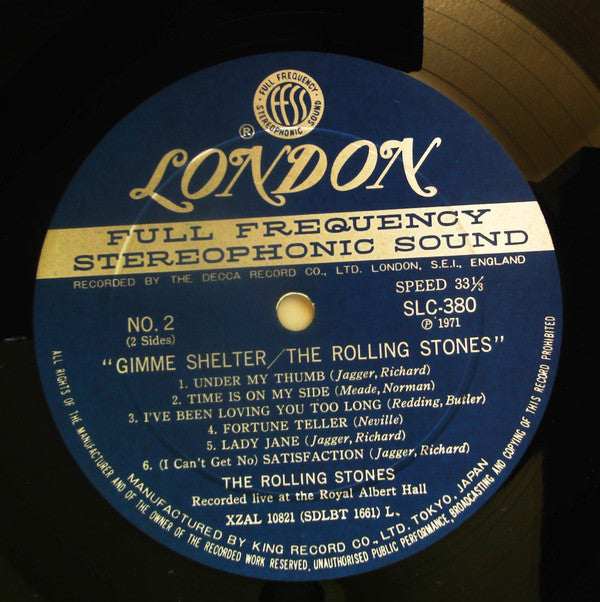 FULL FREQUENCY
FFSS
STEREOPHONIC SOUND
®
LONDON
FULL FREQUENCY
STEREOPHONIC SOUND
RECORDED BY THE DECCA RECORD CO., LTD. LONDON, S.E.I., ENGLAND
SPEED 33⅓
NO. 2
SLC-380
(2 Sides)
℗ 1971
"GIMME SHELTER/THE ROLLING STONES"
1. UNDER MY THUMB (Jagger, Richard)
2. TIME IS ON MY SIDE (Meade, Norman)
3. I'VE BEEN LOVING YOU TOO LONG (Redding, Butler)
4. FORTUNE TELLER (Neville)
5. LADY JANE (Jagger, Richard)
6. (I Can't Get No) SATISFACTION (Jagger, Richard)
THE ROLLING STONES
Recorded live at the Royal Albert Hall
XZAL 10821 (SDLBT 1661) L.
MANUFACTURED BY KING RECORD CO., LTD. TOKYO, JAPAN
ALL RIGHTS OF THE MANUFACTURER AND OF THE OWNER OF THE RECORDED WORK RESERVED, UNAUTHORISED PUBLIC PERFORMANCE, BROADCASTING AND COPYING OF THIS RECORD PROHIBITED